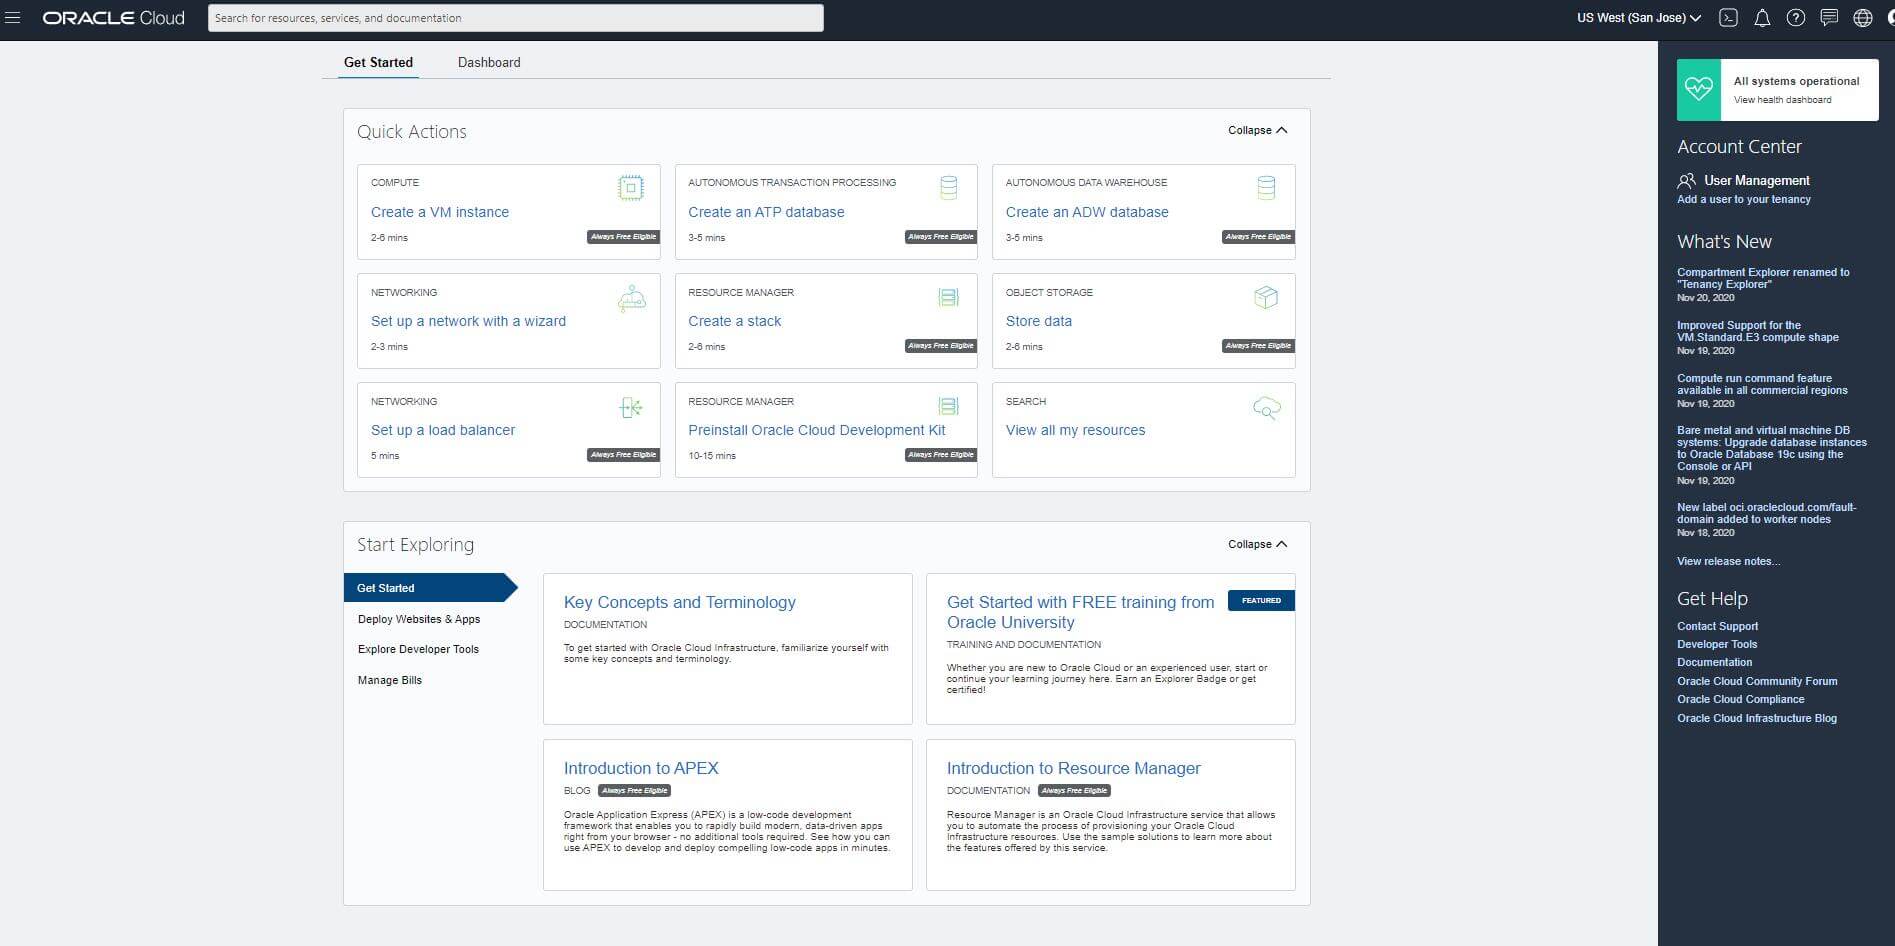 ORACLE Cloud
Search for resources, services, and documentation
US West (San Jose)
Get Started
Dashboard
Quick Actions
Collapse
COMPUTE
Create a VM instance
2-6 mins
Always Free Eligible
AUTONOMOUS TRANSACTION PROCESSING
Create an ATP database
3-5 mins
Always Free Eligible
AUTONOMOUS DATA WAREHOUSE
Create an ADW database
3-5 mins
Always Free Eligible
NETWORKING
Set up a network with a wizard
2-3 mins
RESOURCE MANAGER
Create a stack
2-6 mins
Always Free Eligible
OBJECT STORAGE
Store data
2-6 mins
Always Free Eligible
NETWORKING
Set up a load balancer
5 mins
Always Free Eligible
RESOURCE MANAGER
Preinstall Oracle Cloud Development Kit
10-15 mins
Always Free Eligible
SEARCH
View all my resources
Start Exploring
Collapse
Get Started
Deploy Websites & Apps
Explore Developer Tools
Manage Bills
Key Concepts and Terminology
DOCUMENTATION
To get started with Oracle Cloud Infrastructure, familiarize yourself with
some key concepts and terminology.
Get Started with FREE training from
Oracle University
FEATURED
TRAINING AND DOCUMENTATION
Whether you are new to Oracle Cloud or an experienced user, start or
continue your learning journey here. Earn an Explorer Badge or get
certified!
Introduction to APEX
BLOG Always Free Eligible
Oracle Application Express (APEX) is a low-code development
framework that enables you to rapidly build modern, data-driven apps
right from your browser - no additional tools required. See how you can
use APEX to develop and deploy compelling low-code apps in minutes.
Introduction to Resource Manager
DOCUMENTATION Always Free Eligible
Resource Manager is an Oracle Cloud Infrastructure service that allows
you to automate the process of provisioning your Oracle Cloud
Infrastructure resources. Use the sample solutions to learn more about
the features offered by this service.
All systems operational
View health dashboard
Account Center
User Management
Add a user to your tenancy
What's New
Compartment Explorer renamed to
"Tenancy Explorer"
Nov 20, 2020
Improved Support for the
VM.Standard.E3 compute shape
Nov 19, 2020
Compute run command feature
available in all commercial regions
Nov 19, 2020
Bare metal and virtual machine DB
systems: Upgrade database instances
to Oracle Database 19c using the
Console or API
Nov 19, 2020
New label oci.oraclecloud.com/fault-
domain added to worker nodes
Nov 18, 2020
View release notes...
Get Help
Contact Support
Developer Tools
Documentation
Oracle Cloud Community Forum
Oracle Cloud Compliance
Oracle Cloud Infrastructure Blog